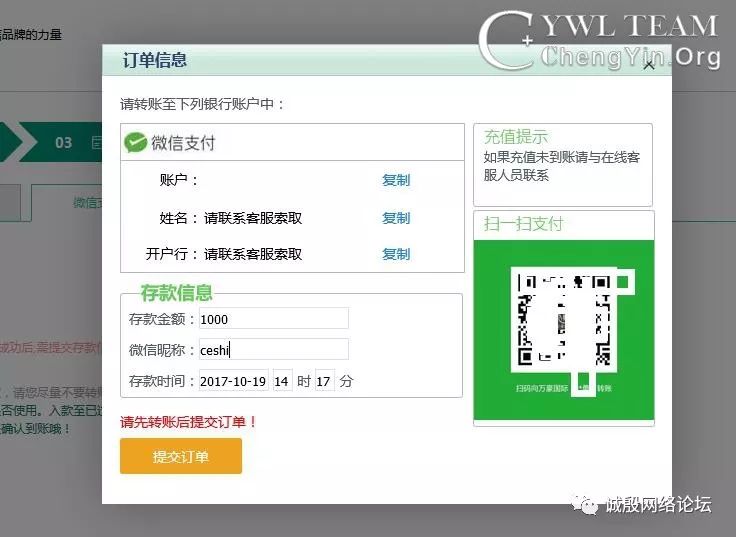 CYWL TEAM
ChengYin.Org
品牌的力量
订单信息
请转账至下列银行账户中：
微信支付
账户： 复制
姓名：请联系客服索取 复制
开户行：请联系客服索取 复制
充值提示
如果充值未到账请与在线客
服人员联系
扫一扫支付
扫码向万豪国际
转账
存款信息
存款金额：1000
微信昵称：ceshi
存款时间：2017-10-19 14 时 17 分
请先转账后提交订单！
提交订单
03
微信支
成功后,需提交存款信
，请您尽量不要转账
是否使用。入款至已过
确认到账哦！
诚殷网络论坛